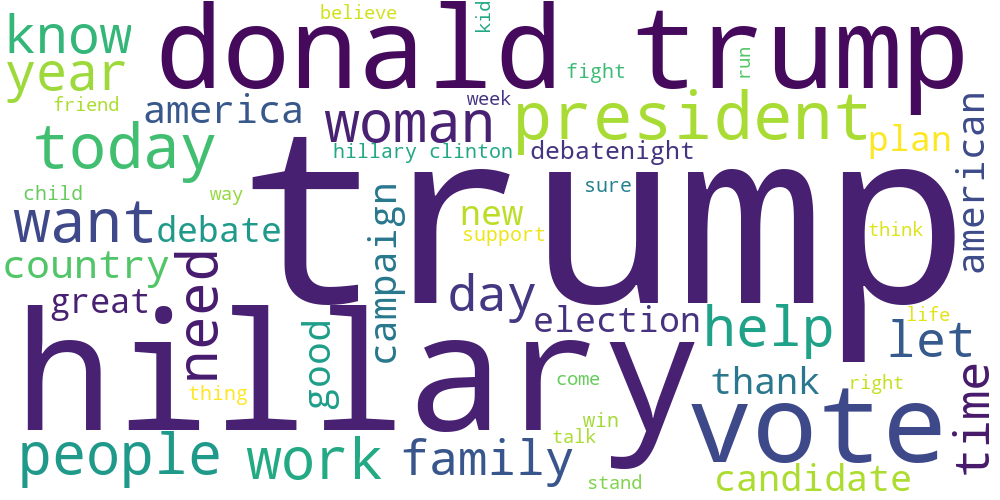 believe
kid
know
donald trump
year
fight
run
friend
america
week
president
woman
today
hillary clinton
debatenight
plan
american
trump
child
way
sure
want
debate
campaign
new
support
think
country
need
great
day
election
help
life
let
hillary
good
thing
come
thank
right
time
vote
win
talk
people
work
family
stand
candidate